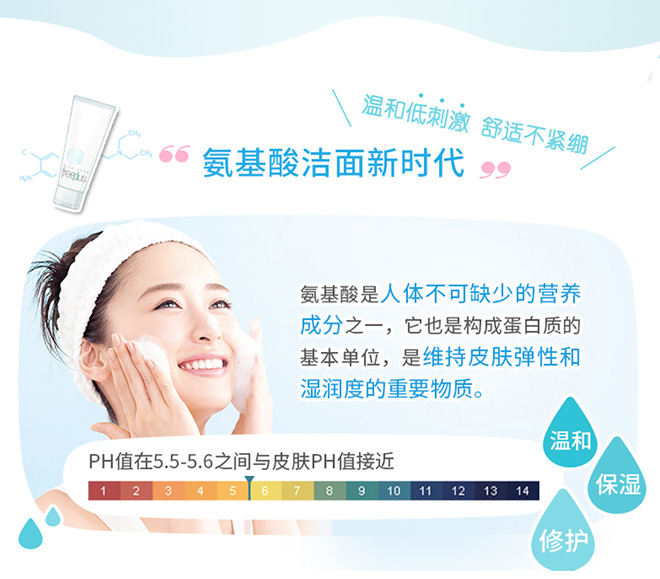 温和低刺激 舒适不紧绷
“氨基酸洁面新时代”
freeplus
C
H₂N
N
CH₃
CH₃
氨基酸是人体不可缺少的营养
成分之一，它也是构成蛋白质的
基本单位，是维持皮肤弹性和
湿润度的重要物质。
温和
保湿
修护
PH值在5.5-5.6之间与皮肤PH值接近
1 2 3 4 5 6 7 8 9 10 11 12 13 14